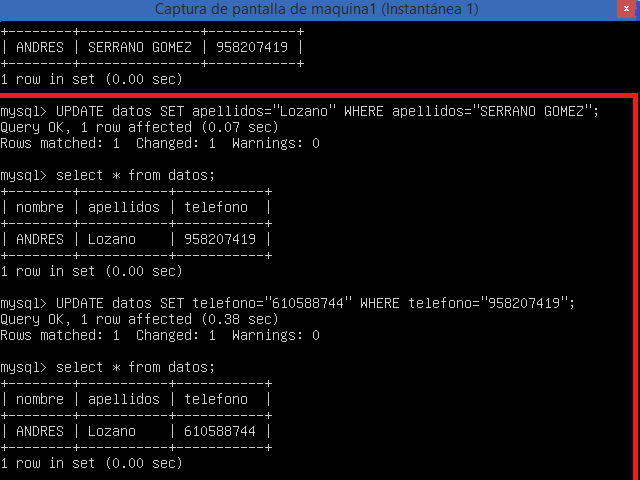 Captura de pantalla de maquina1 (Instantánea 1)
x
+--------+---------------+-----------+
| ANDRES | SERRANO GOMEZ | 958207419 |
+--------+---------------+-----------+
1 row in set (0.00 sec)
mysql> UPDATE datos SET apellidos="Lozano" WHERE apellidos="SERRANO GOMEZ";
Query OK, 1 row affected (0.07 sec)
Rows matched: 1  Changed: 1  Warnings: 0
mysql> select * from datos;
+--------+-----------+-----------+
| nombre | apellidos | telefono  |
+--------+-----------+-----------+
| ANDRES | Lozano    | 958207419 |
+--------+-----------+-----------+
1 row in set (0.00 sec)
mysql> UPDATE datos SET telefono="610588744" WHERE telefono="958207419";
Query OK, 1 row affected (0.38 sec)
Rows matched: 1  Changed: 1  Warnings: 0
mysql> select * from datos;
+--------+-----------+-----------+
| nombre | apellidos | telefono  |
+--------+-----------+-----------+
| ANDRES | Lozano    | 610588744 |
+--------+-----------+-----------+
1 row in set (0.00 sec)